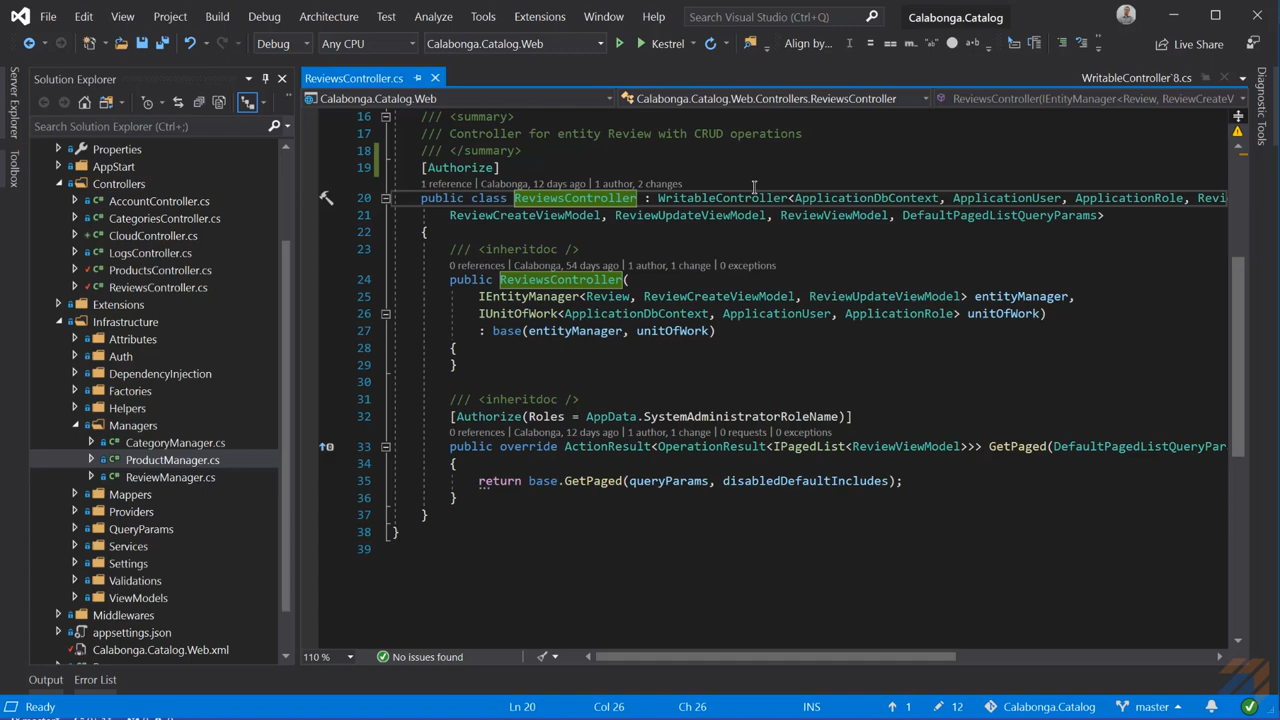 File Edit View Project Build Debug Architecture Test Analyze Tools Extensions Window Help Search Visual Studio (Ctrl+Q) Calabonga.Catalog
Debug Any CPU Calabonga.Catalog.Web Kestrel Align by... Live Share
Server Explorer
Toolbox
Solution Explorer
Search Solution Explorer (Ctrl+;)
Properties
AppStart
Controllers
AccountController.cs
CategoriesController.cs
CloudController.cs
LogsController.cs
ProductsController.cs
ReviewsController.cs
Extensions
Infrastructure
Attributes
Auth
DependencyInjection
Factories
Helpers
Managers
CategoryManager.cs
ProductManager.cs
ReviewManager.cs
Mappers
Providers
QueryParams
Services
Settings
Validations
ViewModels
Middlewares
appsettings.json
Calabonga.Catalog.Web.xml
ReviewsController.cs WritableController`8.cs
Calabonga.Catalog.Web Calabonga.Catalog.Web.Controllers.ReviewsController ReviewsController(IEntityManager<Review, ReviewCreateV
16 /// <summary>
17 /// Controller for entity Review with CRUD operations
18 /// </summary>
19 [Authorize]
1 reference | Calabonga, 12 days ago | 1 author, 2 changes
20 public class ReviewsController : WritableController<ApplicationDbContext, ApplicationUser, ApplicationRole, Revi
21 ReviewCreateViewModel, ReviewUpdateViewModel, ReviewViewModel, DefaultPagedListQueryParams>
22 {
23 /// <inheritdoc />
0 references | Calabonga, 54 days ago | 1 author, 1 change | 0 exceptions
24 public ReviewsController(
25 IEntityManager<Review, ReviewCreateViewModel, ReviewUpdateViewModel> entityManager,
26 IUnitOfWork<ApplicationDbContext, ApplicationUser, ApplicationRole> unitOfWork)
27 : base(entityManager, unitOfWork)
28 {
29 }
30
31 /// <inheritdoc />
32 [Authorize(Roles = AppData.SystemAdministratorRoleName)]
0 references | Calabonga, 12 days ago | 1 author, 1 change | 0 requests | 0 exceptions
33 public override ActionResult<OperationResult<IPagedList<ReviewViewModel>>> GetPaged(DefaultPagedListQueryPar
34 {
35 return base.GetPaged(queryParams, disabledDefaultIncludes);
36 }
37 }
38 }
39
Diagnostic Tools
110 % No issues found
Output Error List
Ready Ln 20 Col 26 Ch 26 INS 1 12 Calabonga.Catalog master